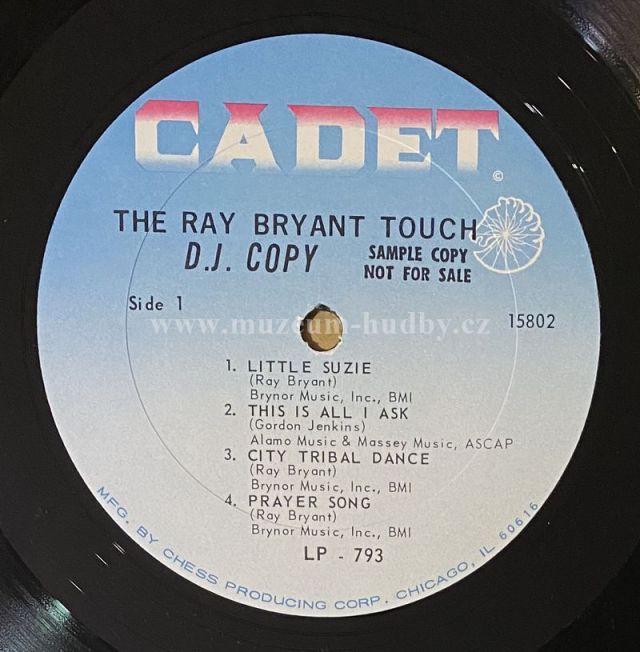 CADET
©
THE RAY BRYANT TOUCH
D.J. COPY
SAMPLE COPY
NOT FOR SALE
Side 1
www.muzeum-hudby.cz
15802
1. LITTLE SUZIE
(Ray Bryant)
Brynor Music, Inc., BMI
2. THIS IS ALL I ASK
(Gordon Jenkins)
Alamo Music & Massey Music, ASCAP
3. CITY TRIBAL DANCE
(Ray Bryant)
Brynor Music, Inc., BMI
4. PRAYER SONG
(Ray Bryant)
Brynor Music, Inc., BMI
LP - 793
MFG. BY CHESS PRODUCING CORP. CHICAGO, IL 60616